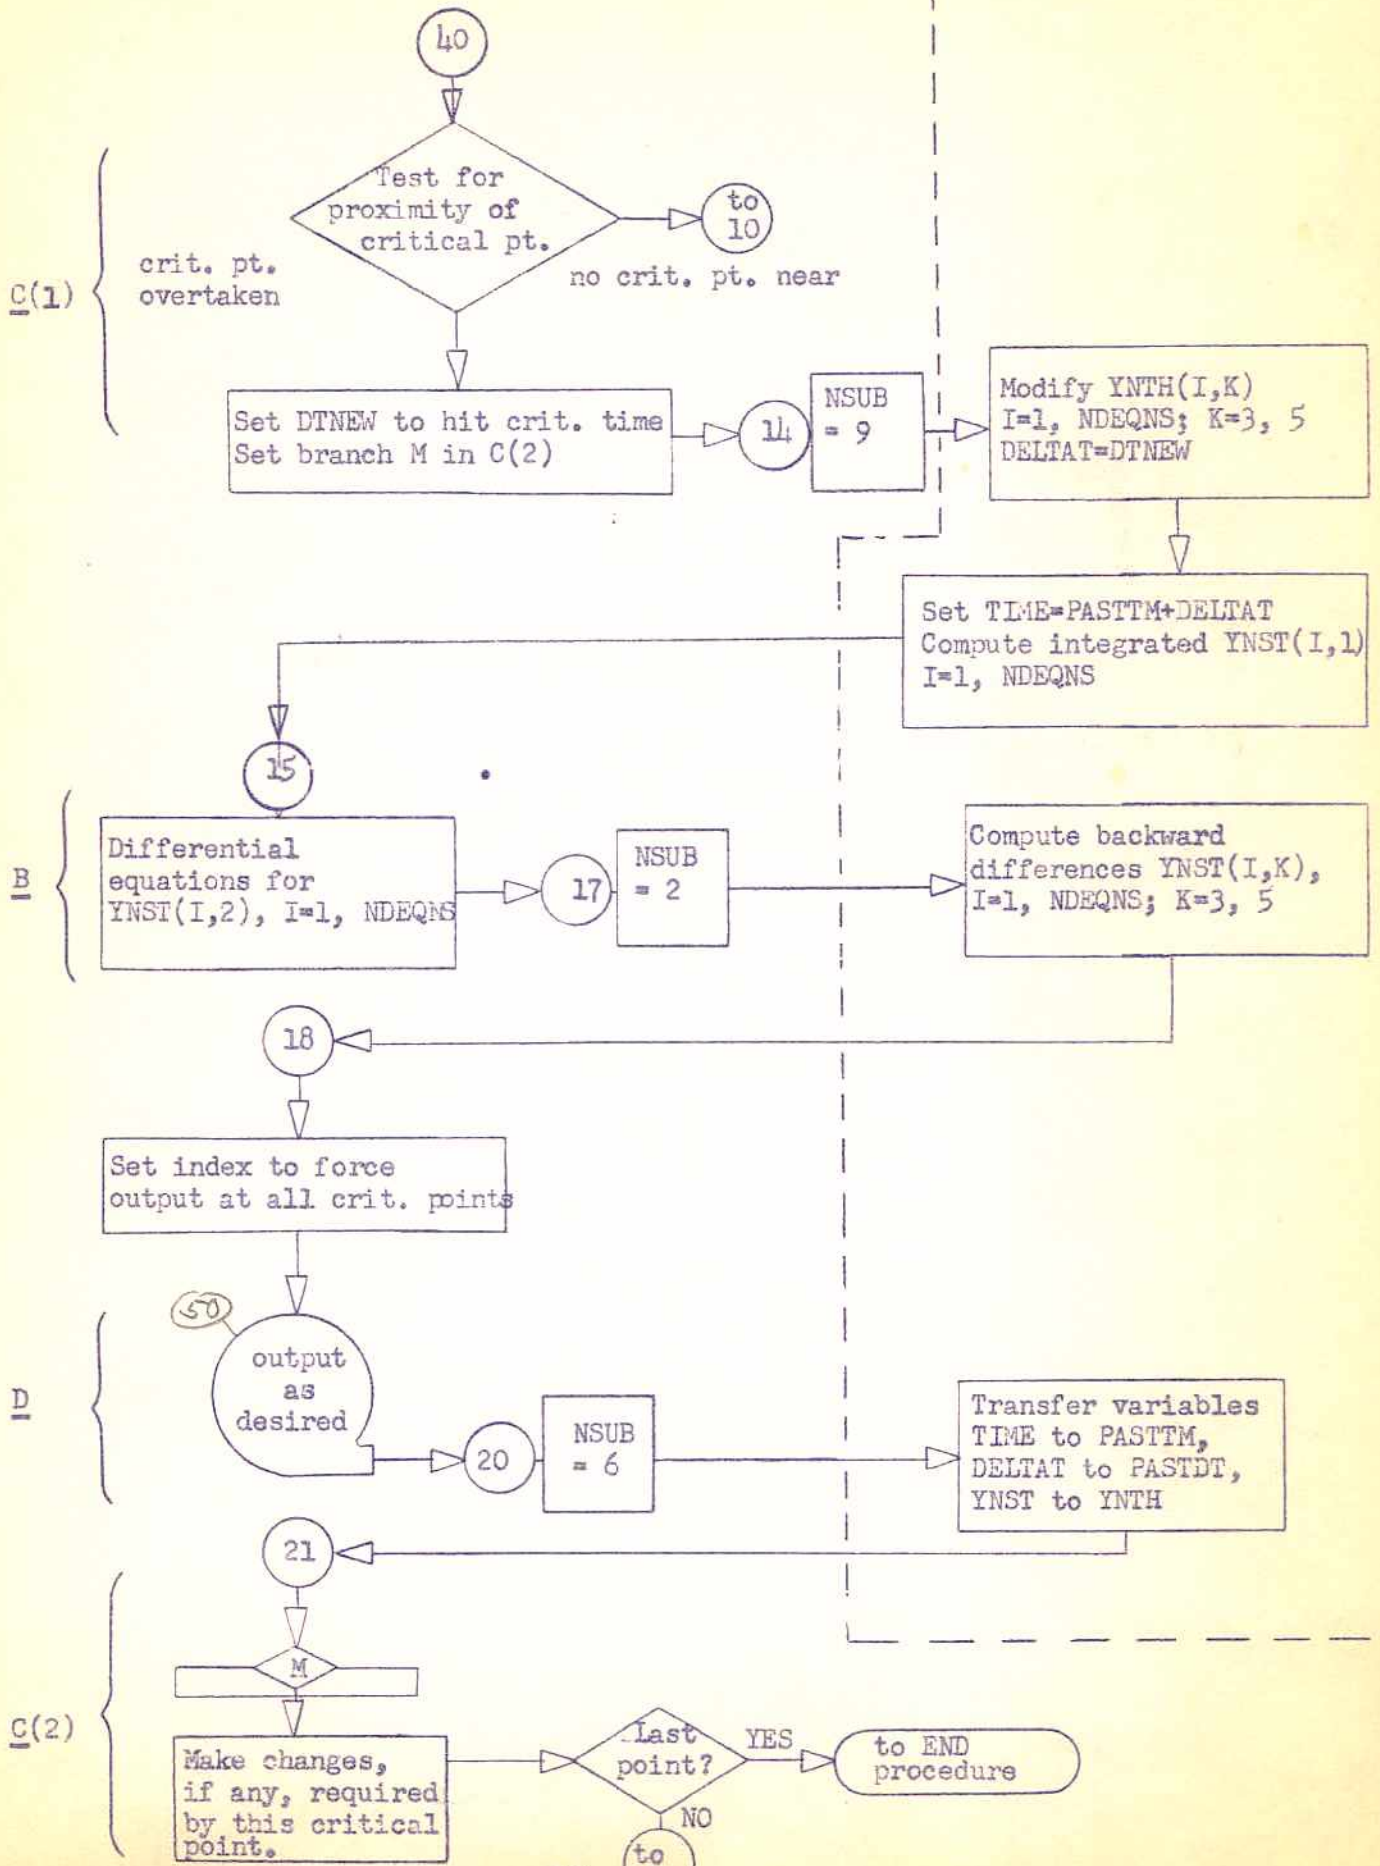 40
Test for
proximity of
critical pt.
to
10
crit. pt.
overtaken
no crit. pt. near
C(1)
Set DTNEW to hit crit. time
Set branch M in C(2)
14
NSUB
= 9
Modify YNTH(I,K)
I=1, NDEQNS; K=3, 5
DELTAT=DTNEW
Set TIME=PASTTM+DELTAT
Compute integrated YNST(I,1)
I=1, NDEQNS
15
B
Differential
equations for
YNST(I,2), I=1, NDEQNS
17
NSUB
= 2
Compute backward
differences YNST(I,K),
I=1, NDEQNS; K=3, 5
18
Set index to force
output at all crit. points
50
D
output
as
desired
20
NSUB
= 6
Transfer variables
TIME to PASTTM,
DELTAT to PASTDT,
YNST to YNTH
21
M
C(2)
Make changes,
if any, required
by this critical
point.
Last
point?
YES
to END
procedure
NO
to